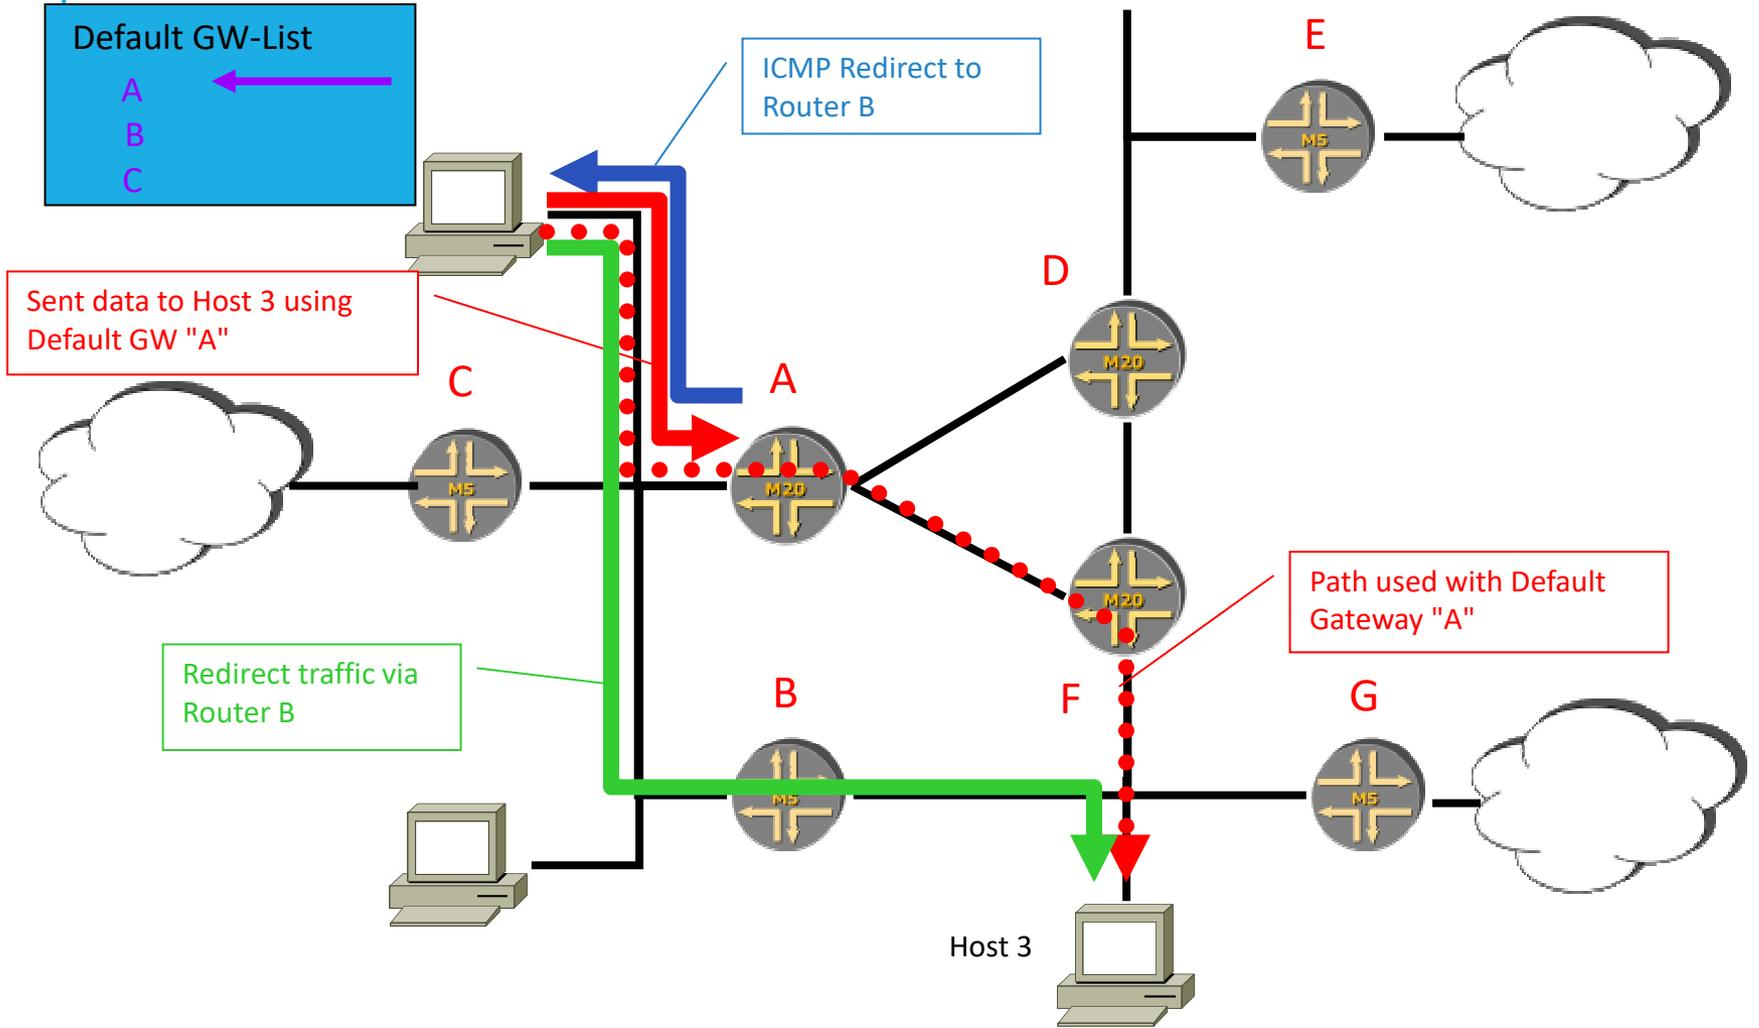 Default GW-List
A
B
C
ICMP Redirect to
Router B
E
M5
D
Sent data to Host 3 using
Default GW "A"
M20
C
A
M5
M20
Path used with Default
Gateway "A"
M20
Redirect traffic via
Router B
B
F
G
M5
M5
Host 3